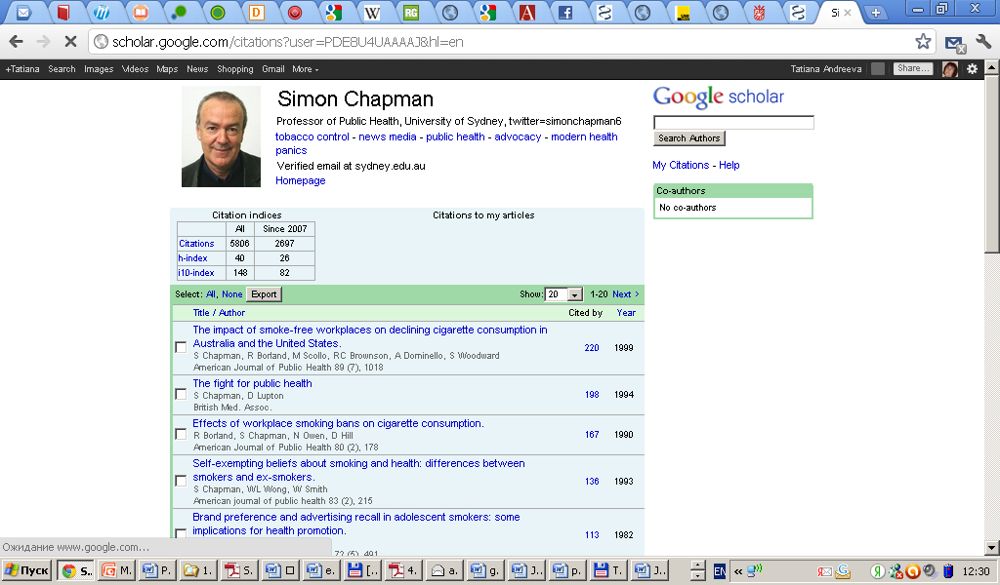 Si
scholar.google.com/citations?user=PDE8U4UAAAAJ&hl=en
+Tatiana Search Images Videos Maps News Shopping Gmail More
Tatiana Andreeva Share...
Simon Chapman
Professor of Public Health, University of Sydney, twitter=simonchapman6
tobacco control - news media - public health - advocacy - modern health
panics
Verified email at sydney.edu.au
Homepage
Google scholar
Search Authors
My Citations - Help
Co-authors
No co-authors
Citation indices
All Since 2007
Citations 5806 2697
h-index 40 26
i10-index 148 82
Citations to my articles
Select: All, None Export Show: 20 1-20 Next >
Title / Author Cited by Year
The impact of smoke-free workplaces on declining cigarette consumption in
Australia and the United States.
S Chapman, R Borland, M Scollo, RC Brownson, A Dominello, S Woodward
American Journal of Public Health 89 (7), 1018
220 1999
The fight for public health
S Chapman, D Lupton
British Med. Assoc.
198 1994
Effects of workplace smoking bans on cigarette consumption.
R Borland, S Chapman, N Owen, D Hill
American Journal of Public Health 80 (2), 178
167 1990
Self-exempting beliefs about smoking and health: differences between
smokers and ex-smokers.
S Chapman, WL Wong, W Smith
American journal of public health 83 (2), 215
136 1993
Brand preference and advertising recall in adolescent smokers: some
implications for health promotion.
72 (5), 491
113 1982
Ожидание www.google.com...
Пуск S.. M. P. 1. S. e. [.. 4. a. g. J.. p. T. J.. EN « 12:30